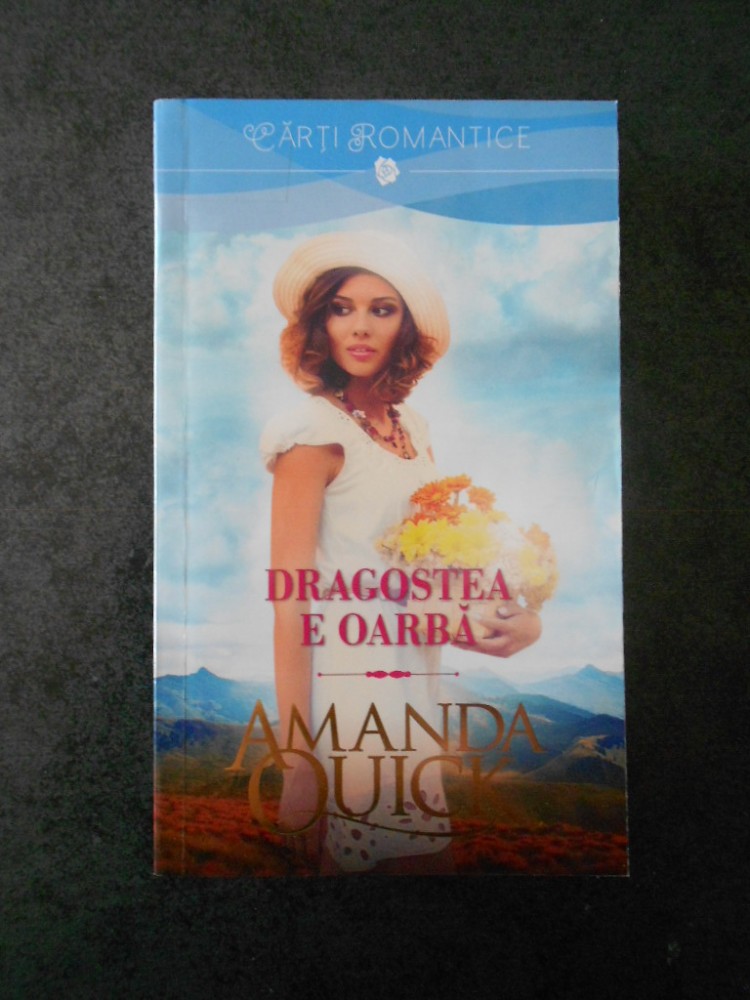 CĂRȚI ROMANTICE
DRAGOSTEA
E OARBĂ
AMANDA
QUICK